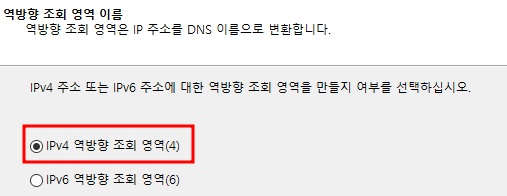 역방향 조회 영역 이름
역방향 조회 영역은 IP 주소를 DNS 이름으로 변환합니다.
IPv4 주소 또는 IPv6 주소에 대한 역방향 조회 영역을 만들지 여부를 선택하십시오.
IPv4 역방향 조회 영역(4)
IPv6 역방향 조회 영역(6)